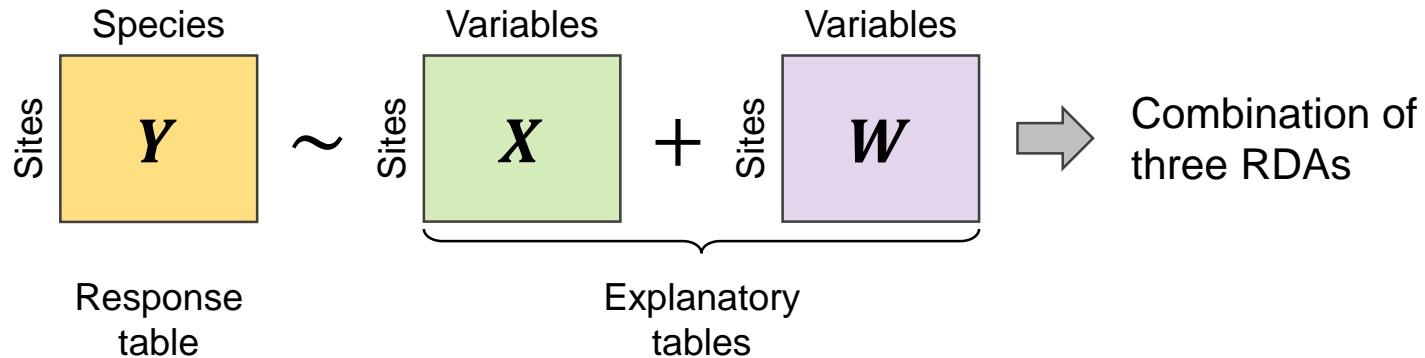 Species
Variables
Variables
Sites
Y
~
Sites
X
+
Sites
W
Combination of
three RDAs
Response
table
Explanatory
tables